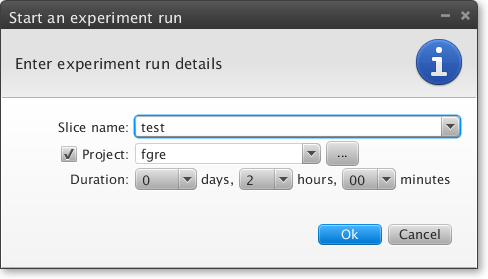 Start an experiment run
Enter experiment run details
Slice name: test
Project: fgre ...
Duration: 0 days, 2 hours, 00 minutes
Ok Cancel